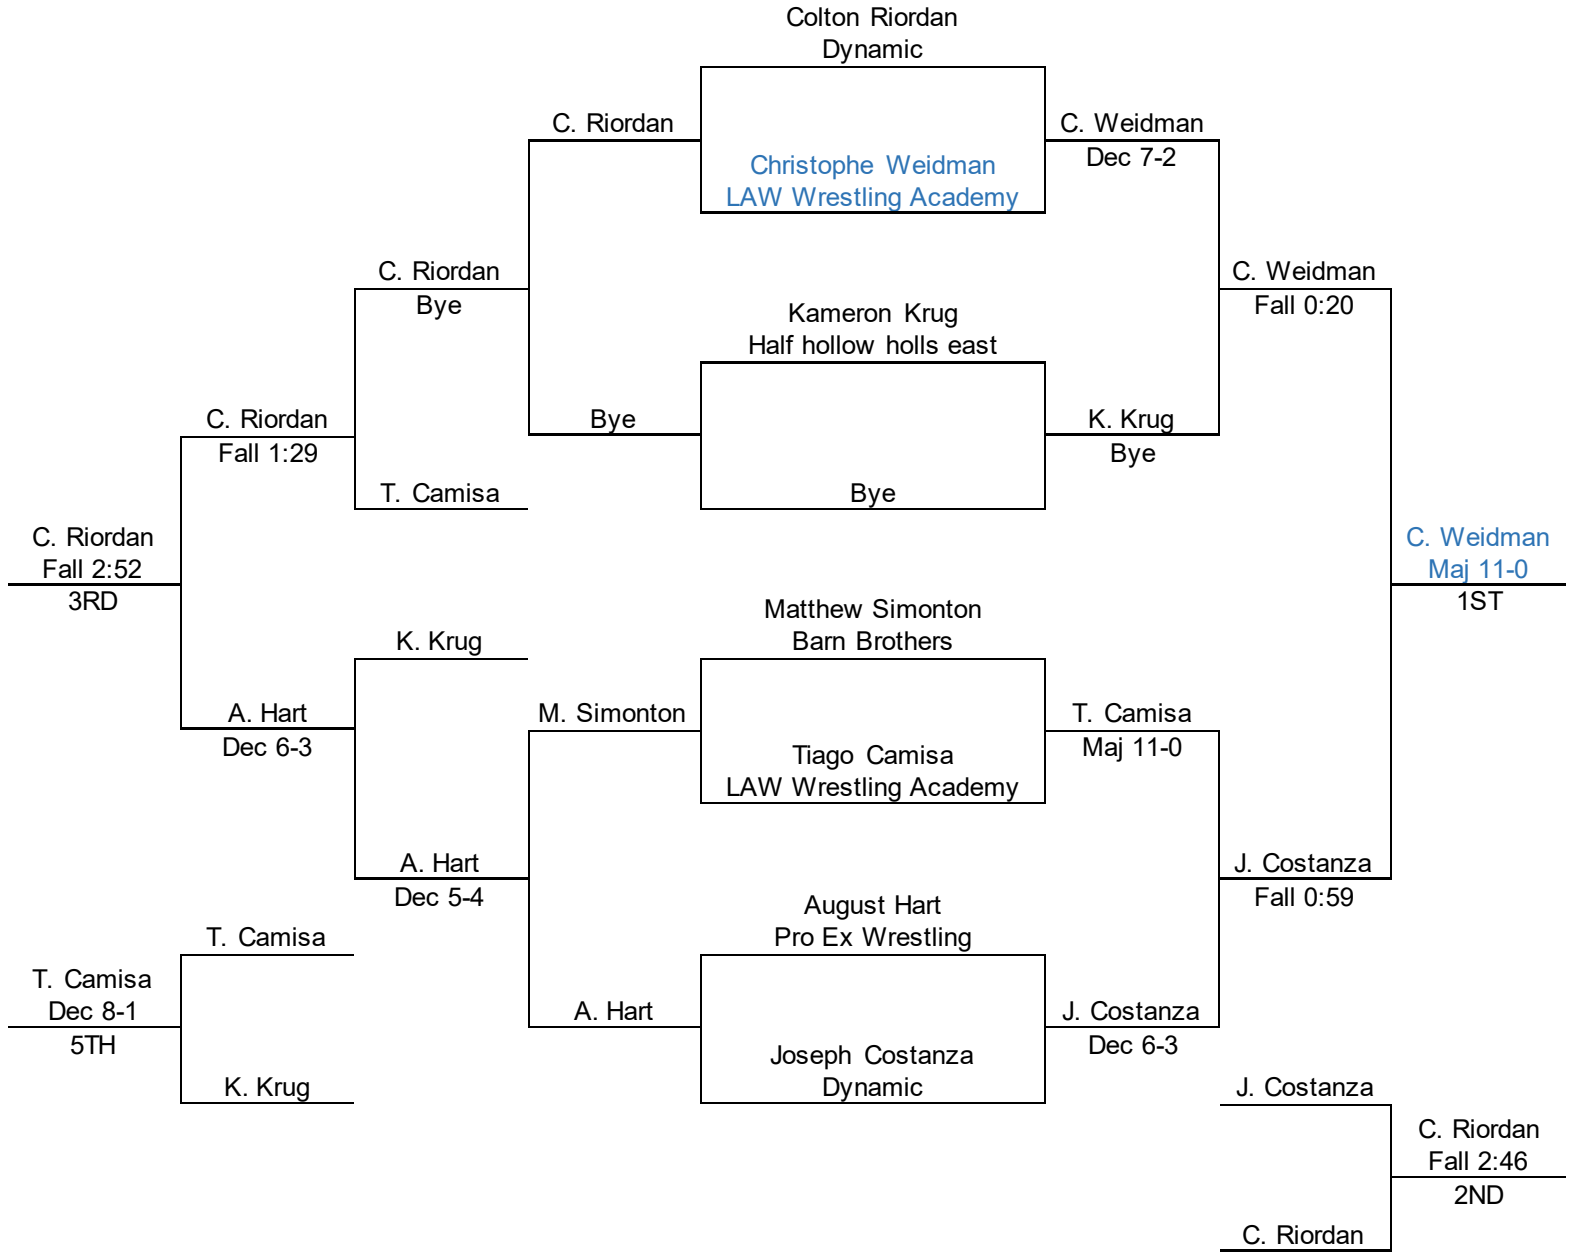 Colton Riordan
Dynamic
C. Riordan
C. Weidman
Dec 7-2
Christophe Weidman
LAW Wrestling Academy
C. Riordan
Bye
C. Weidman
Fall 0:20
Kameron Krug
Half hollow holls east
C. Riordan
Fall 1:29
Bye
K. Krug
Bye
T. Camisa
Bye
C. Riordan
Fall 2:52
3RD
C. Weidman
Maj 11-0
1ST
Matthew Simonton
Barn Brothers
K. Krug
A. Hart
Dec 6-3
M. Simonton
T. Camisa
Maj 11-0
Tiago Camisa
LAW Wrestling Academy
A. Hart
Dec 5-4
J. Costanza
Fall 0:59
August Hart
Pro Ex Wrestling
T. Camisa
T. Camisa
Dec 8-1
5TH
A. Hart
J. Costanza
Dec 6-3
Joseph Costanza
Dynamic
K. Krug
J. Costanza
C. Riordan
Fall 2:46
2ND
C. Riordan